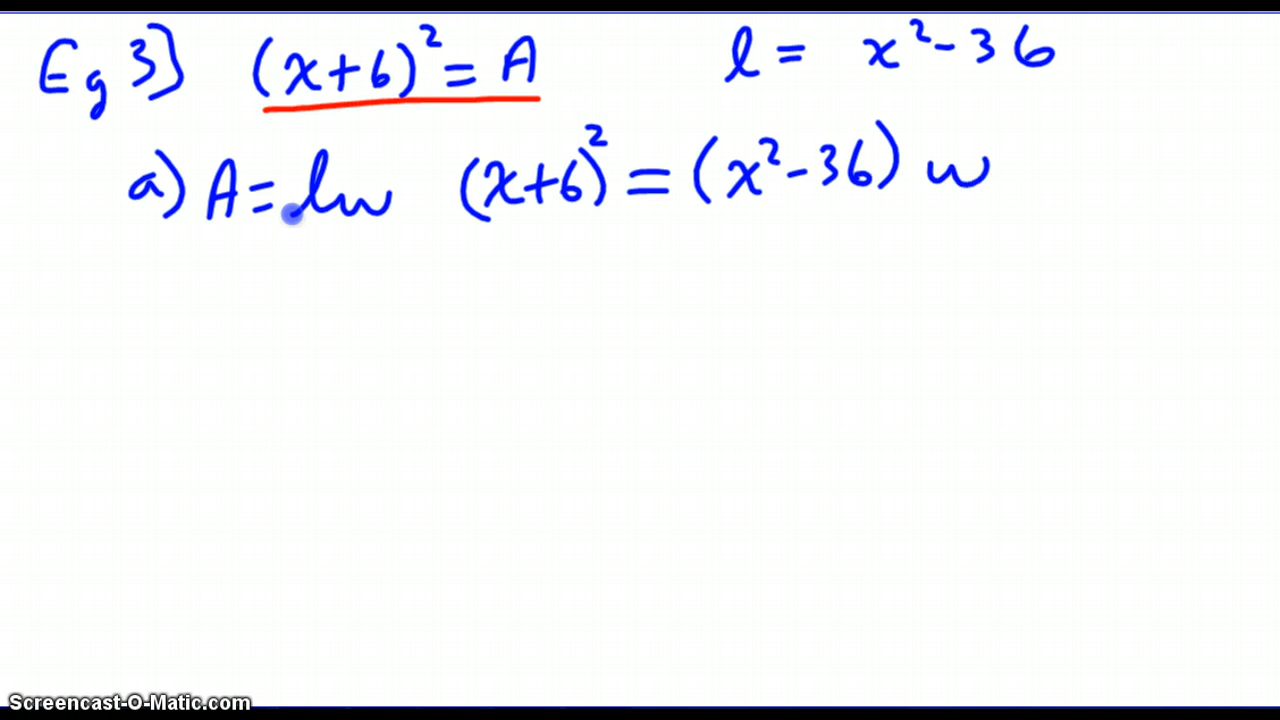 Eg 3) (x+6)² = A l = x²-36
a) A = lw (x+6)² = (x²-36) w
Screencast-O-Matic.com